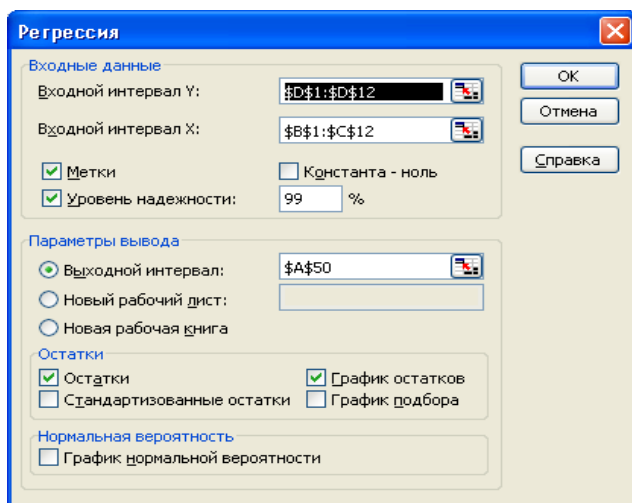 Регрессия
Входные данные
Входной интервал Y: $D$1:$D$12
Входной интервал X: $B$1:$C$12
Метки Константа - ноль
Уровень надежности: 99 %
ОК
Отмена
Справка
Параметры вывода
Выходной интервал: $A$50
Новый рабочий лист:
Новая рабочая книга
Остатки
Остатки График остатков
Стандартизованные остатки График подбора
Нормальная вероятность
График нормальной вероятности